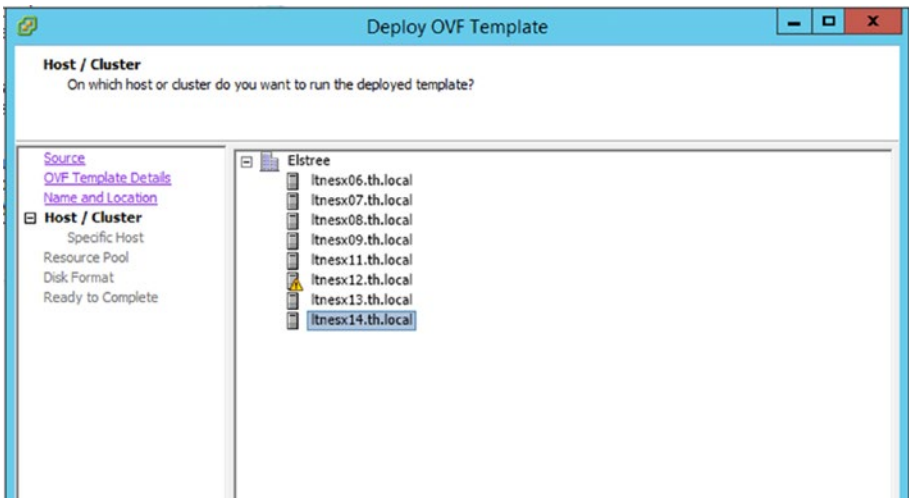 Deploy OVF Template
Host / Cluster
On which host or cluster do you want to run the deployed template?
Source
OVF Template Details
Name and Location
Host / Cluster
Specific Host
Resource Pool
Disk Format
Ready to Complete
Elstree
ltnesx06.th.local
ltnesx07.th.local
ltnesx08.th.local
ltnesx09.th.local
ltnesx11.th.local
ltnesx12.th.local
ltnesx13.th.local
ltnesx14.th.local